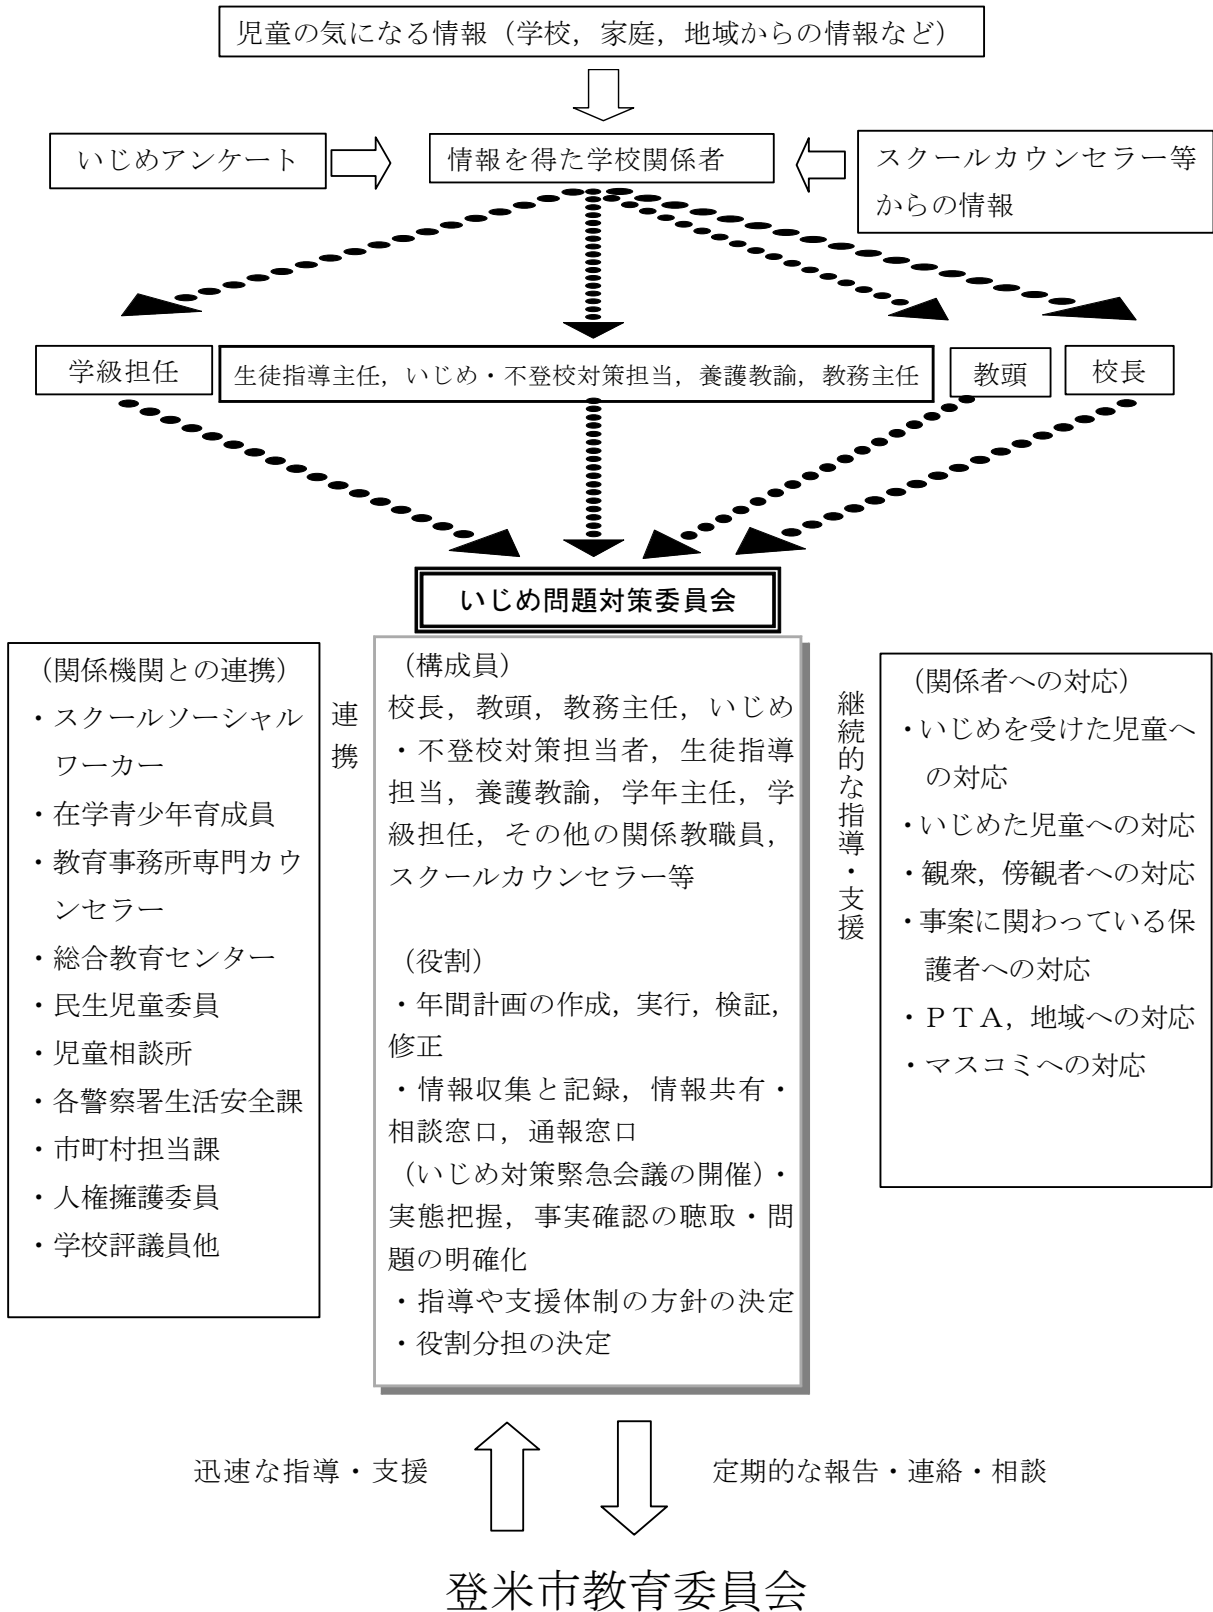 児童の気になる情報（学校，家庭，地域からの情報など）
いじめアンケート
情報を得た学校関係者
スクールカウンセラー等
からの情報
学級担任
生徒指導主任，いじめ・不登校対策担当，養護教諭，教務主任
教頭
校長
いじめ問題対策委員会
（関係機関との連携）
・スクールソーシャル
ワーカー
・在学青少年育成員
・教育事務所専門カウ
ンセラー
・総合教育センター
・民生児童委員
・児童相談所
・各警察署生活安全課
・市町村担当課
・人権擁護委員
・学校評議員他
連携
（構成員）
校長，教頭，教務主任，いじめ
・不登校対策担当者，生徒指導
担当，養護教諭，学年主任，学
級担任，その他の関係教職員，
スクールカウンセラー等
（役割）
・年間計画の作成，実行，検証，
修正
・情報収集と記録，情報共有・
相談窓口，通報窓口
（いじめ対策緊急会議の開催）・
実態把握，事実確認の聴取・問
題の明確化
・指導や支援体制の方針の決定
・役割分担の決定
継続的な指導・支援
（関係者への対応）
・いじめを受けた児童へ
の対応
・いじめた児童への対応
・観衆，傍観者への対応
・事案に関わっている保
護者への対応
・ＰＴＡ，地域への対応
・マスコミへの対応
迅速な指導・支援
定期的な報告・連絡・相談
登米市教育委員会